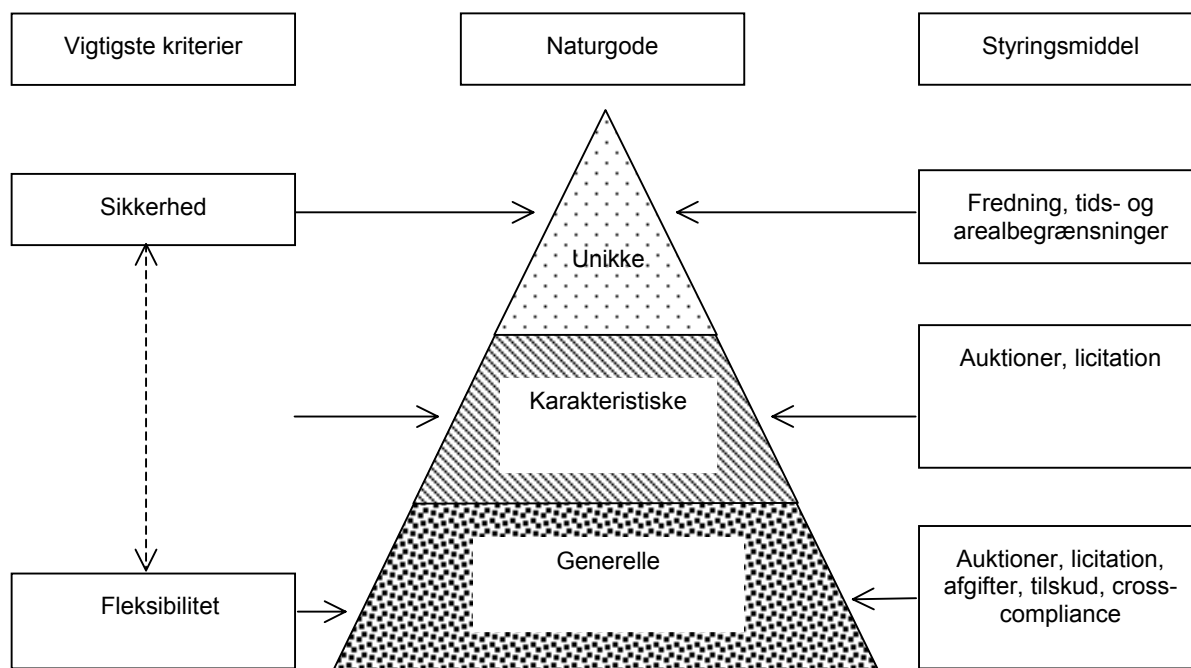 Vigtigste kriterier
Naturgode
Styringsmiddel
Sikkerhed
Unikke
Fredning, tids- og
arealbegrænsninger
Karakteristiske
Auktioner, licitation
Fleksibilitet
Generelle
Auktioner, licitation,
afgifter, tilskud, cross-
compliance